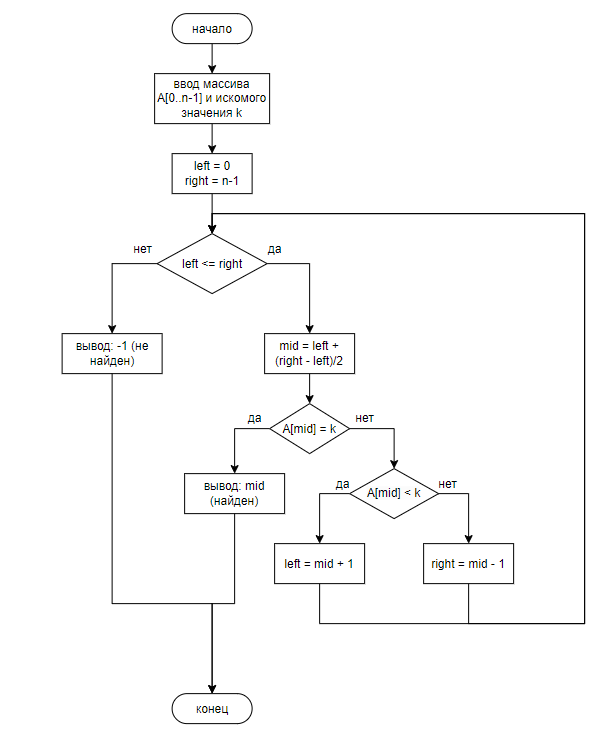 начало
ввод массива
A[0..n-1] и искомого
значения k
left = 0
right = n-1
нет
да
left <= right
вывод: -1 (не
найден)
mid = left +
(right - left)/2
да
нет
A[mid] = k
вывод: mid
(найден)
да
нет
A[mid] < k
left = mid + 1
right = mid - 1
конец